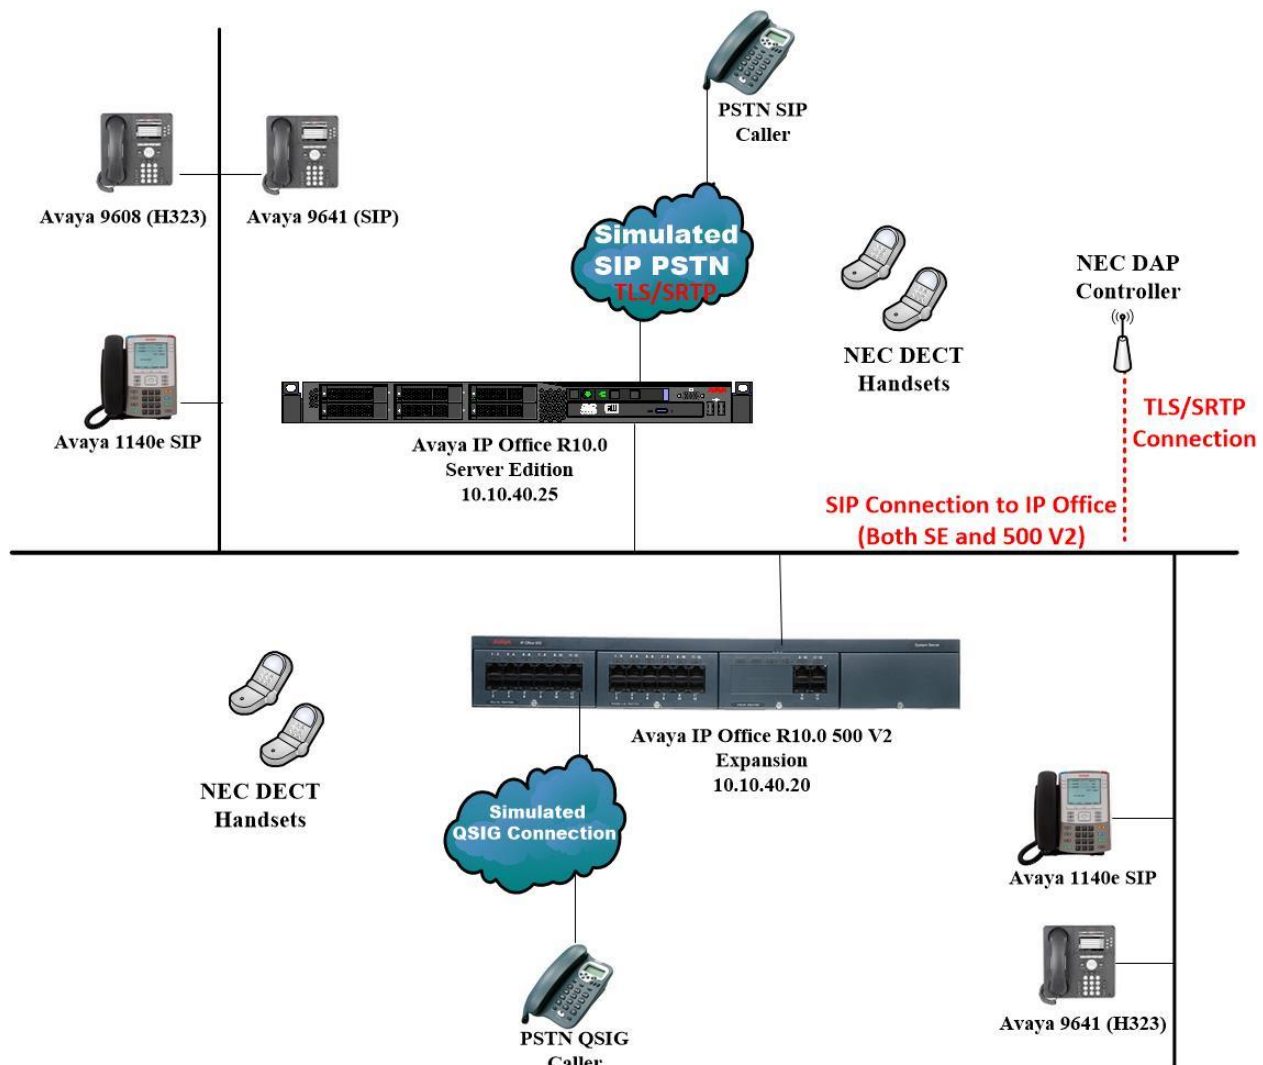 PSTN SIP
Caller
Avaya 9608 (H323)
Avaya 9641 (SIP)
Simulated
SIP PSTN
TLS/SRTP
NEC DAP
Controller
NEC DECT
Handsets
TLS/SRTP
Connection
Avaya 1140e SIP
Avaya IP Office R10.0
Server Edition
10.10.40.25
SIP Connection to IP Office
(Both SE and 500 V2)
Avaya IP Office R10.0 500 V2
Expansion
10.10.40.20
NEC DECT
Handsets
Simulated
QSIG Connection
Avaya 1140e SIP
Avaya 9641 (H323)
PSTN QSIG
Caller